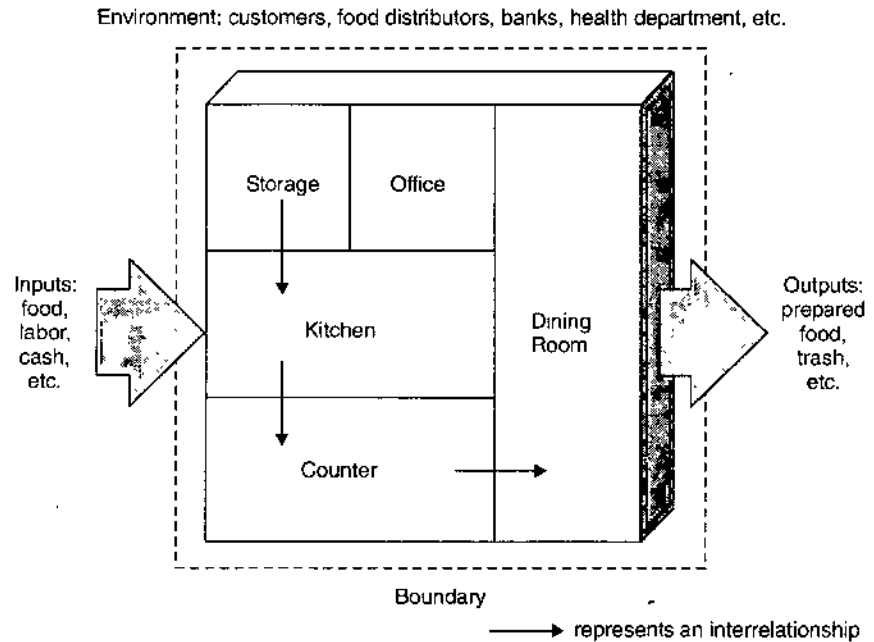 Environment: customers, food distributors, banks, health department, etc.
Storage
Office
Inputs:
food,
labor,
cash,
etc.
Kitchen
Dining
Room
Outputs:
prepared
food,
trash,
etc.
Counter
Boundary
represents an interrelationship